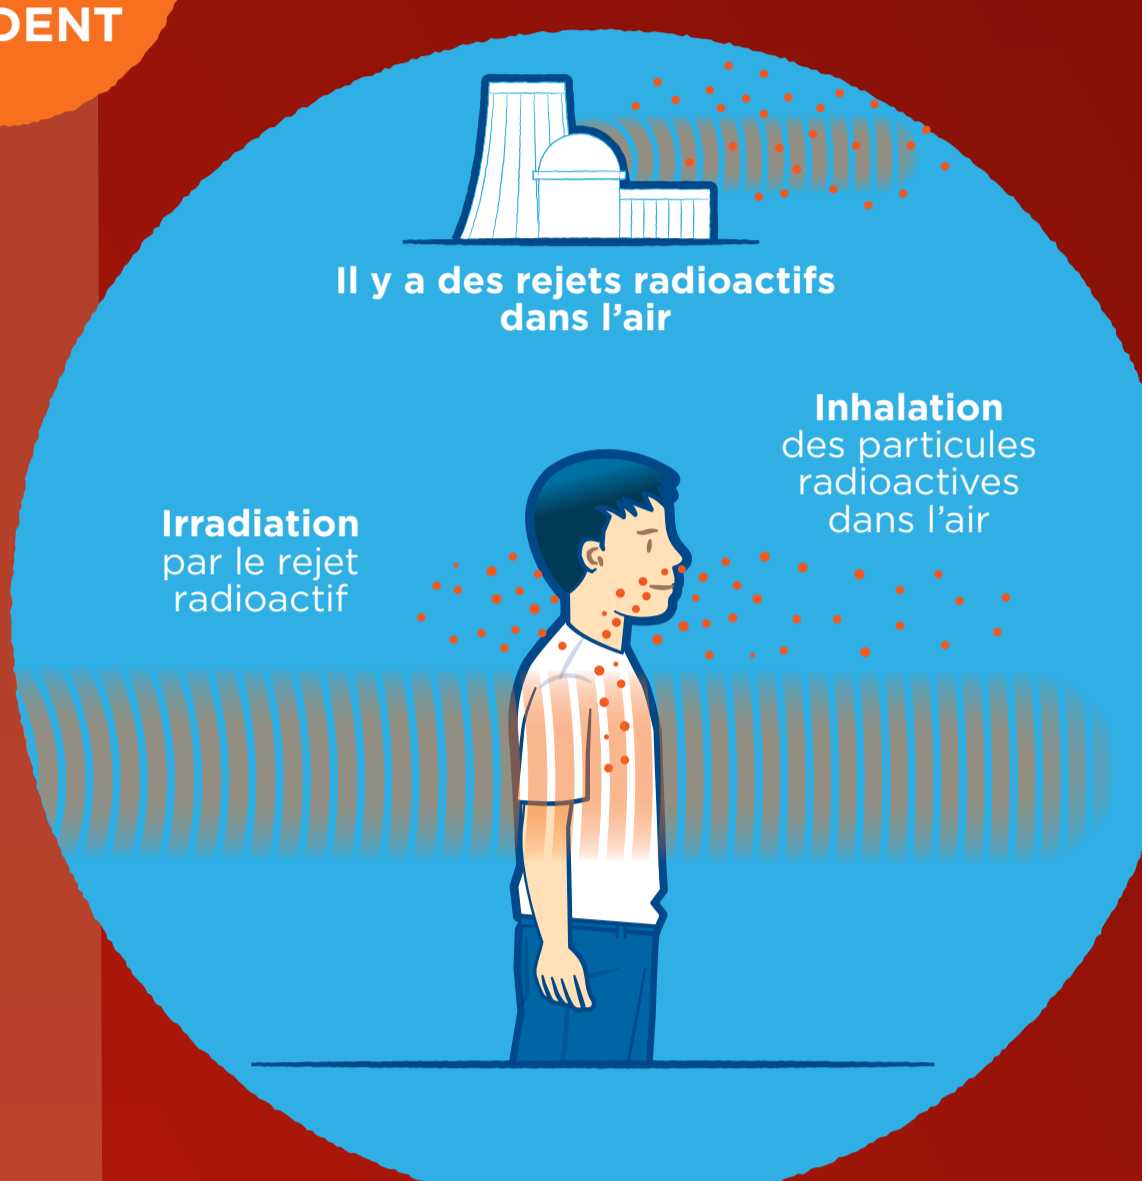 DENT
Il y a des rejets radioactifs
dans l’air
Inhalation
des particules
radioactives
dans l’air
Irradiation
par le rejet
radioactif